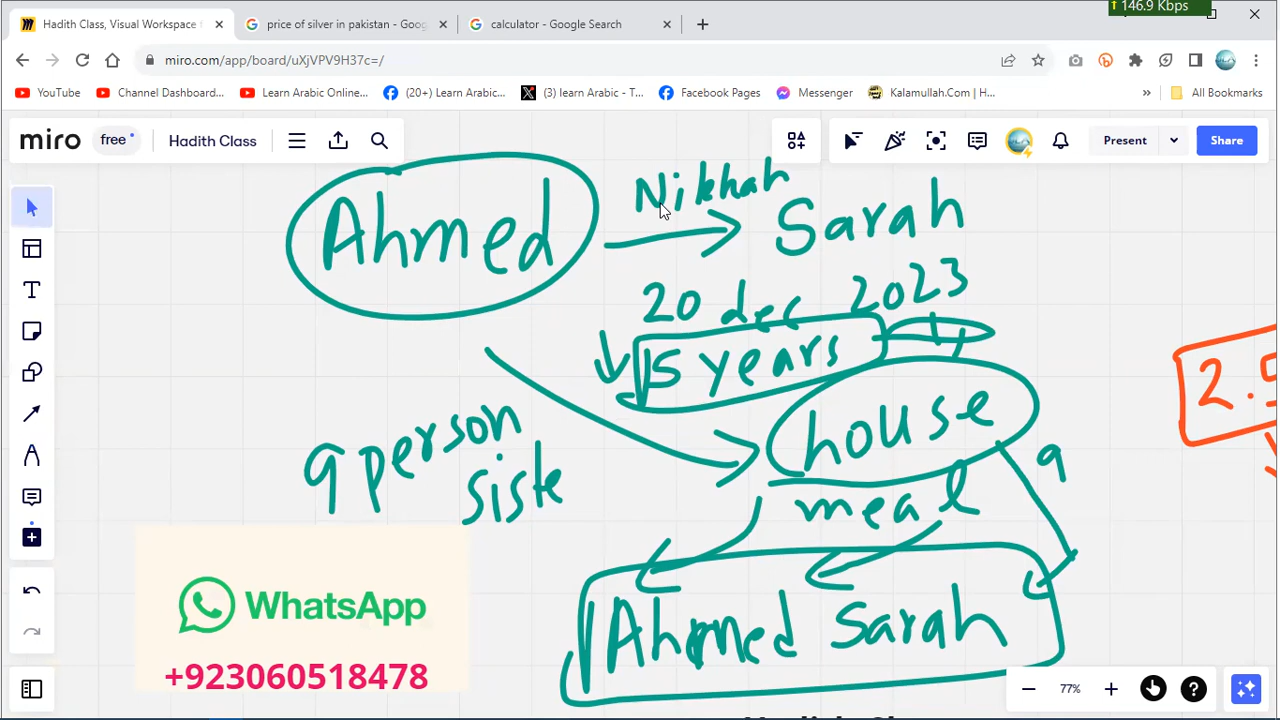 146.9 Kbps
Hadith Class, Visual Workspace
price of silver in pakistan - Goog
calculator - Google Search
miro.com/app/board/uXjVPV9H37c=/
YouTube
Channel Dashboard...
Learn Arabic Online...
(20+) Learn Arabic...
(3) learn Arabic - T...
Facebook Pages
Messenger
Kalamullah.Com | H...
All Bookmarks
miro
free
Hadith Class
Present
Share
Ahmed
Nikhah
Sarah
20 dec 2023
15 years
house
9 person
siste
meal
9
2.5
Ahmed Sarah
WhatsApp
+923060518478
77%